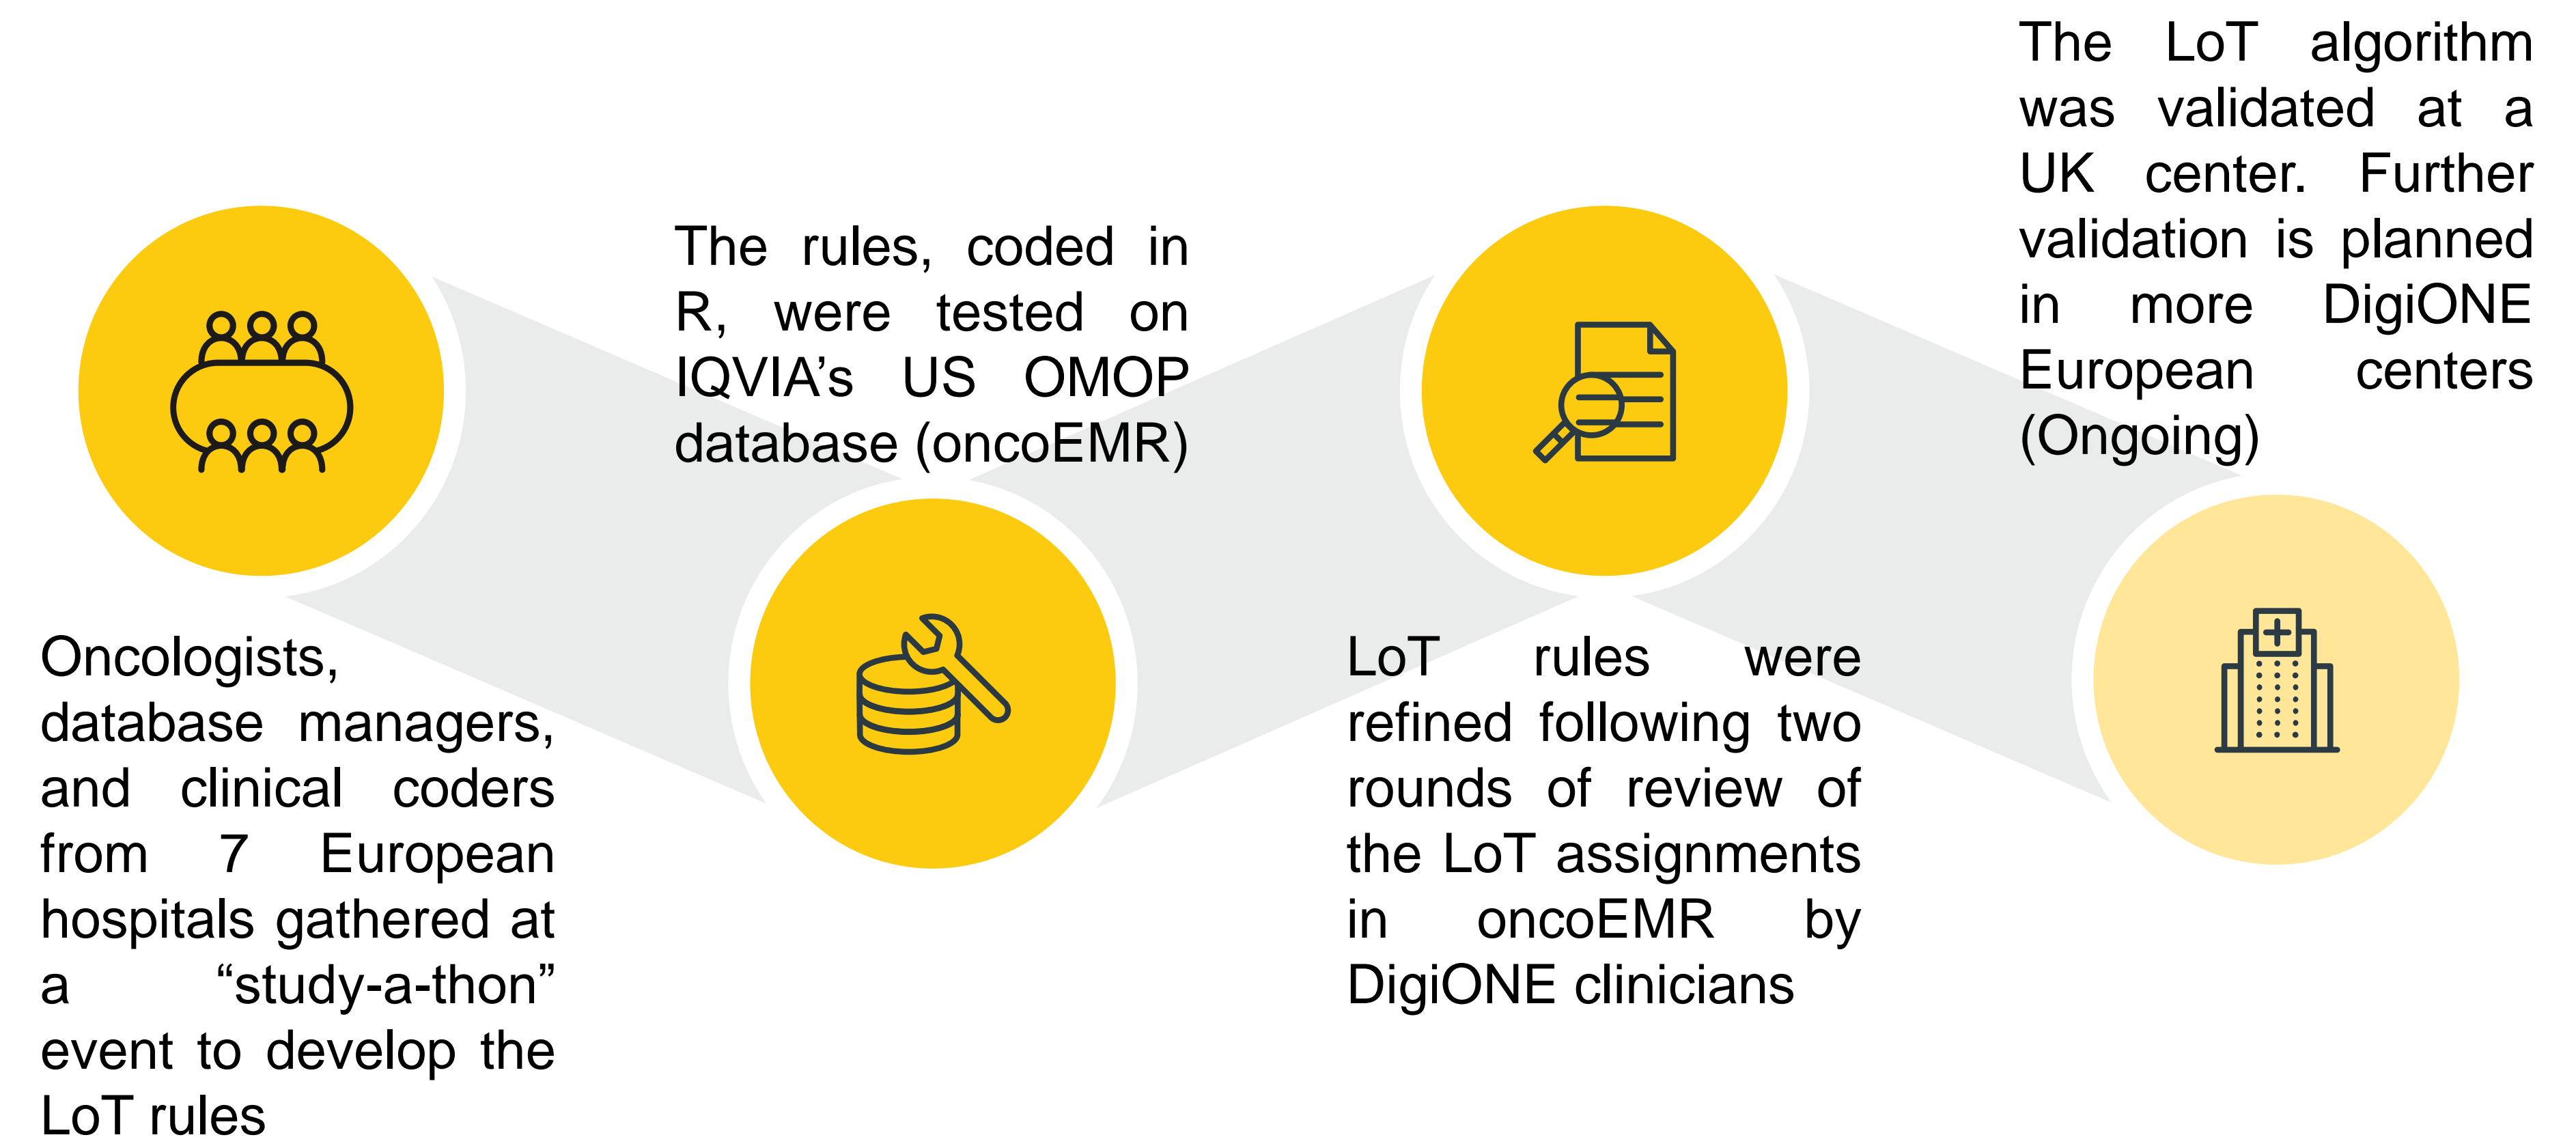 Oncologists,
database managers,
and clinical coders
from 7 European
hospitals gathered at
a “study-a-thon”
event to develop the
LoT rules
The rules, coded in
R, were tested on
IQVIA’s US OMOP
database (oncoEMR)
LoT rules were
refined following two
rounds of review of
the LoT assignments
in oncoEMR by
DigiONE clinicians
The LoT algorithm
was validated at a
UK center. Further
validation is planned
in more DigiONE
European centers
(Ongoing)